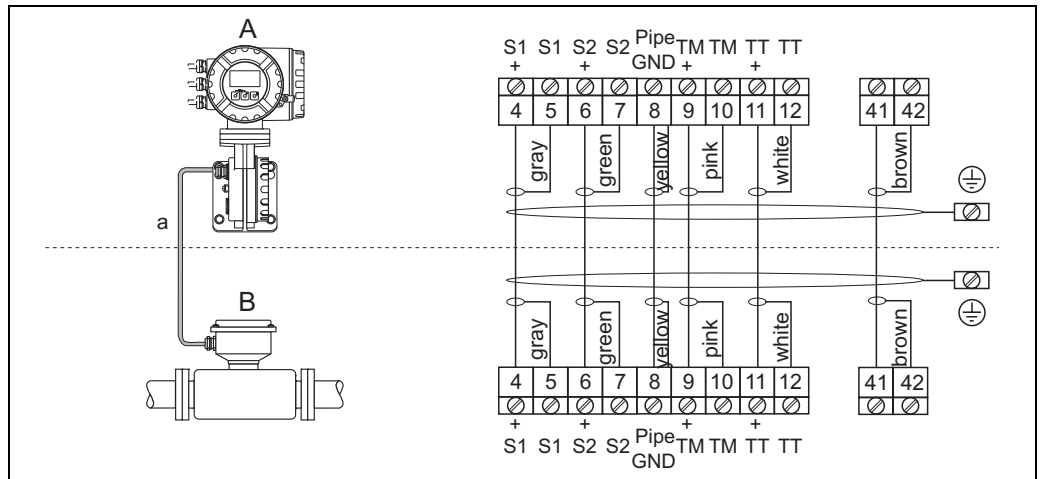 A
a
B
S1 S1 S2 S2 Pipe GND TM TM TT TT
+ + + +
4 5 6 7 8 9 10 11 12 41 42
gray green yellow pink white brown
gray green yellow pink white brown
4 5 6 7 8 9 10 11 12 41 42
+ + + +
S1 S1 S2 S2 Pipe GND TM TM TT TT